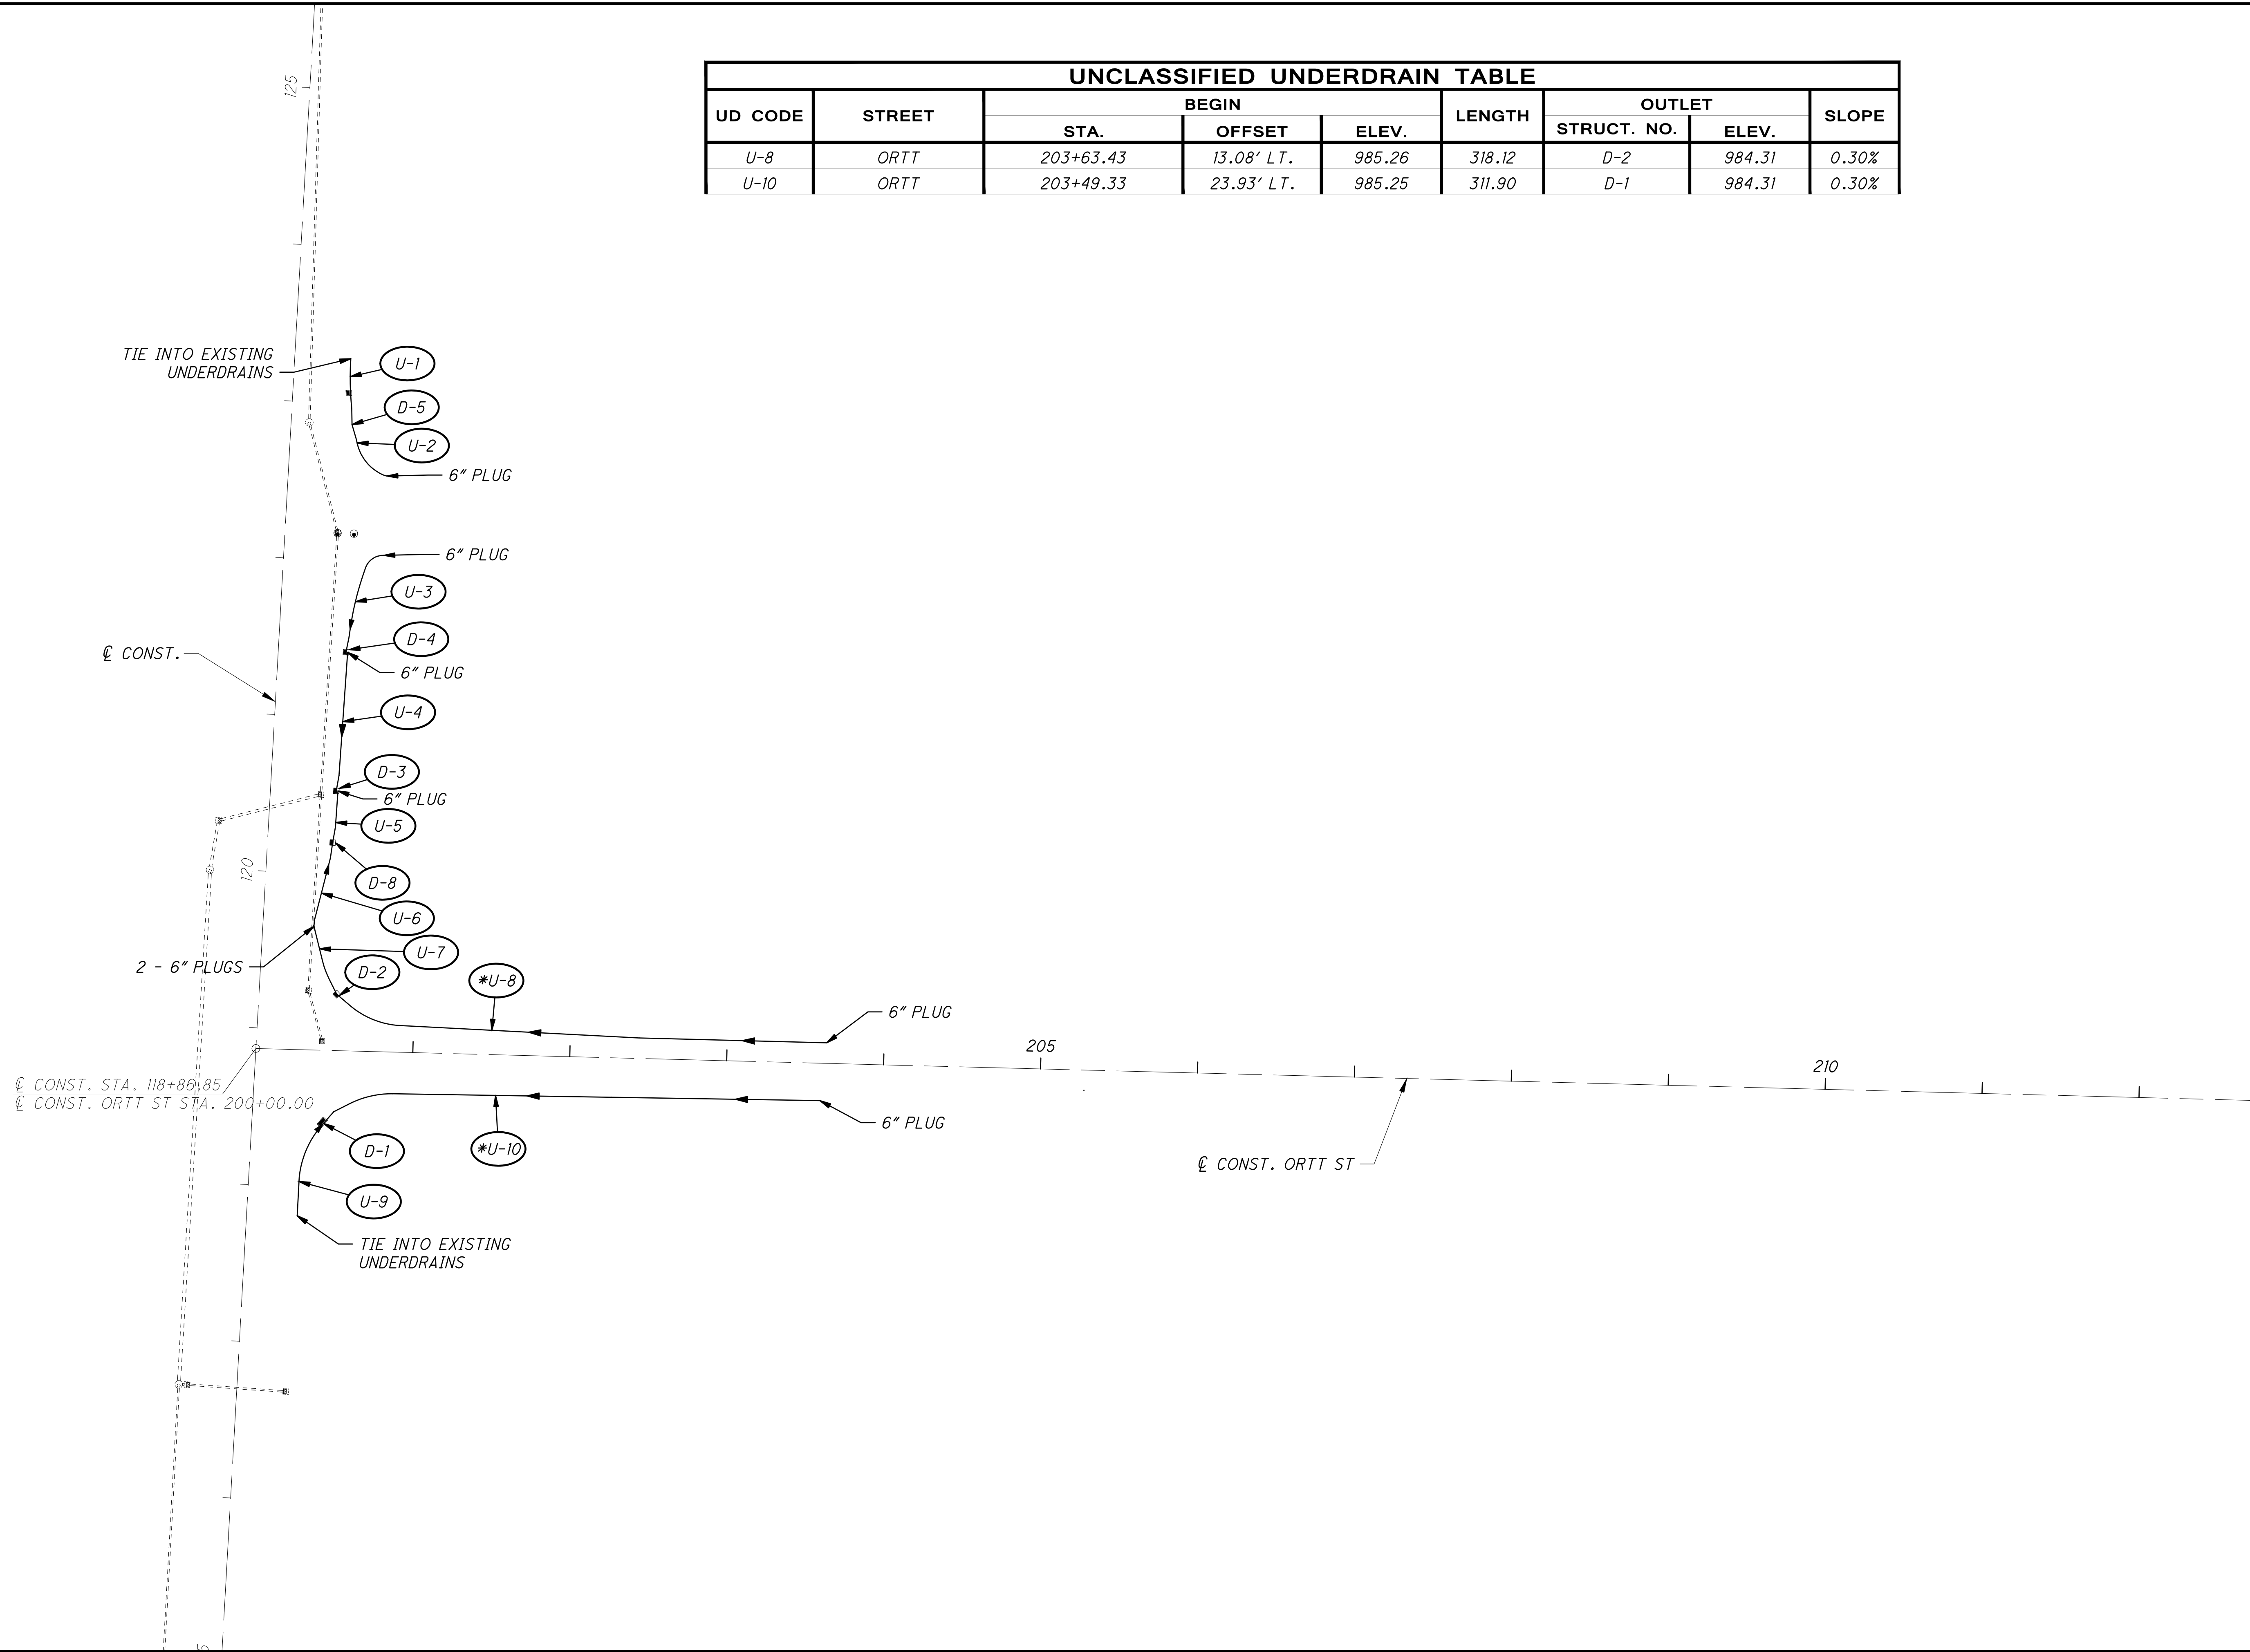 UNCLASSIFIED UNDERDRAIN TABLE
UD CODE STREET BEGIN LENGTH OUTLET SLOPE
STA. OFFSET ELEV. STRUCT. NO. ELEV.
U-8 ORTT 203+63.43 13.08' LT. 985.26 318.12 D-2 984.31 0.30%
U-10 ORTT 203+49.33 23.93' LT. 985.25 311.90 D-1 984.31 0.30%
125
TIE INTO EXISTING
UNDERDRAINS
U-1
D-5
U-2
6" PLUG
6" PLUG
U-3
D-4
℄ CONST.
6" PLUG
U-4
D-3
6" PLUG
U-5
120
D-8
U-6
U-7
2 - 6" PLUGS
D-2
*U-8
6" PLUG
205
210
℄ CONST. STA. 118+86.85
℄ CONST. ORTT ST STA. 200+00.00
6" PLUG
D-1
*U-10
℄ CONST. ORTT ST
U-9
TIE INTO EXISTING
UNDERDRAINS